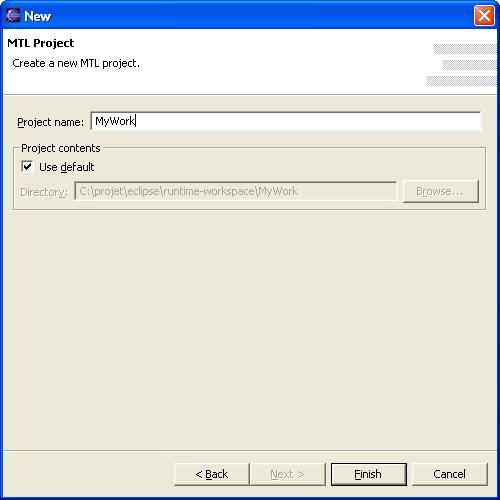 New
MTL Project
Create a new MTL project.
Project name: MyWork
Project contents
Use default
Directory: C:\projet\eclipse\runtime-workspace\MyWork Browse...
< Back Next > Finish Cancel